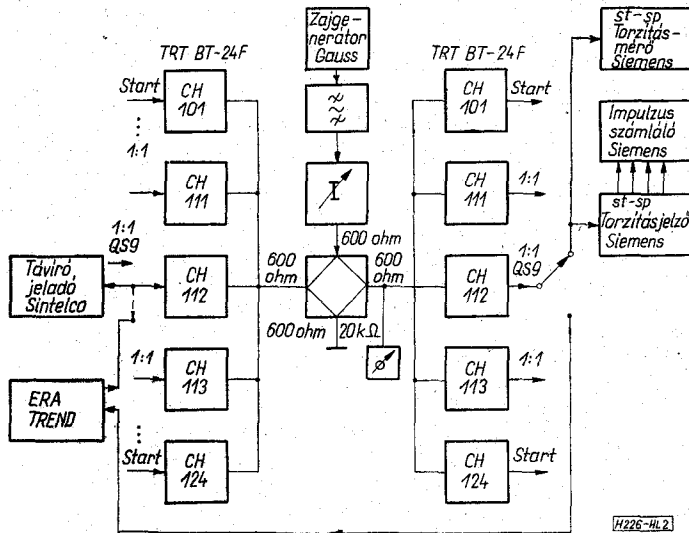 TRT BT-24F
Zajge-
nerátor
Gauss
TRT BT-24F
st-sp
Torzítás-
mérő
Siemens
Start
CH
101
CH
101
Start
Impulzus
számláló
Siemens
1:1
CH
111
I
CH
111
1:1
st-sp
Torzításjelző
Siemens
1:1
QS9
600 ohm
Táviró,
jeladó
Sintelco
CH
112
600
ohm
600
ohm
CH
112
1:1
QS9
600 ohm
20kΩ
1:1
CH
113
CH
113
1:1
ERA
TREND
Start
CH
124
CH
124
Start
H226-HL2